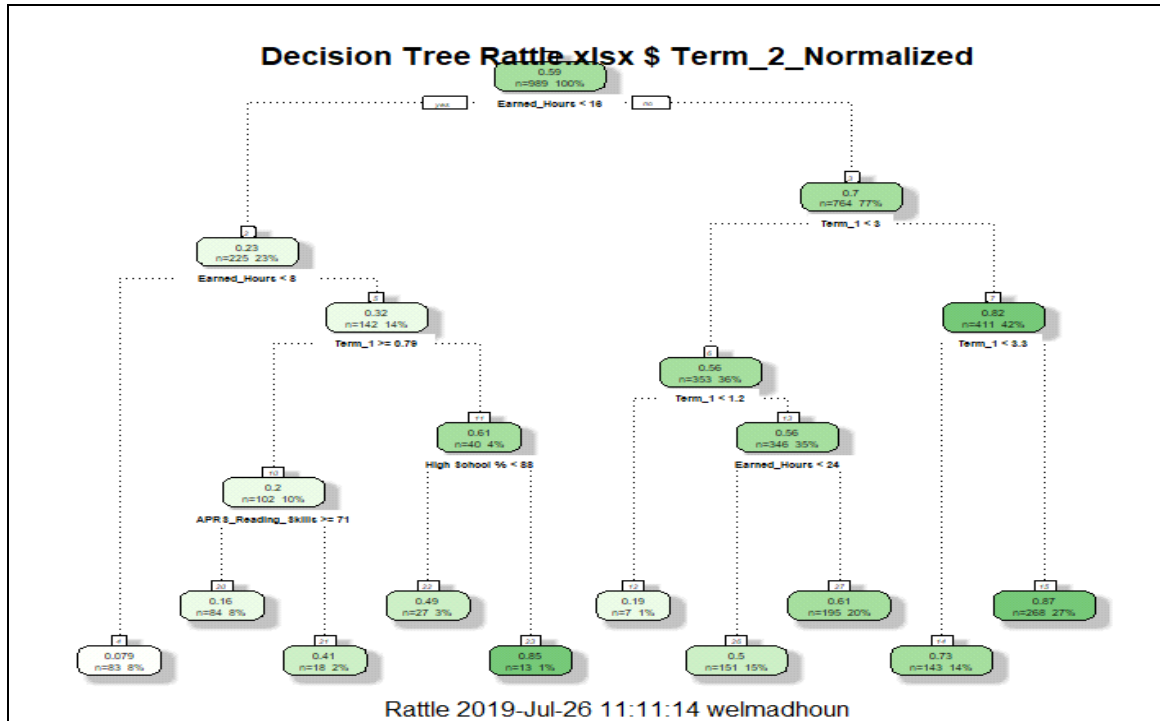 Decision Tree Rattle.xlsx $ Term_2_Normalized
0.59
n=989 100%
yes
Earned_Hours < 16
no
3
0.7
n=764 77%
Term_1 < 3
2
0.23
n=225 23%
Earned_Hours < 8
5
0.32
n=142 14%
Term_1 >= 0.79
7
0.82
n=411 42%
Term_1 < 3.3
6
0.56
n=353 36%
Term_1 < 1.2
11
0.61
n=40 4%
High School % < 88
13
0.56
n=346 35%
Earned_Hours < 24
10
0.2
n=102 10%
APRS_Reading_Skills >= 71
20
0.16
n=84 8%
22
0.49
n=27 3%
12
0.19
n=7 1%
27
0.61
n=195 20%
15
0.87
n=268 27%
4
0.079
n=83 8%
21
0.41
n=18 2%
23
0.85
n=13 1%
26
0.5
n=151 15%
14
0.73
n=143 14%
Rattle 2019-Jul-26 11:11:14 welmadhoun